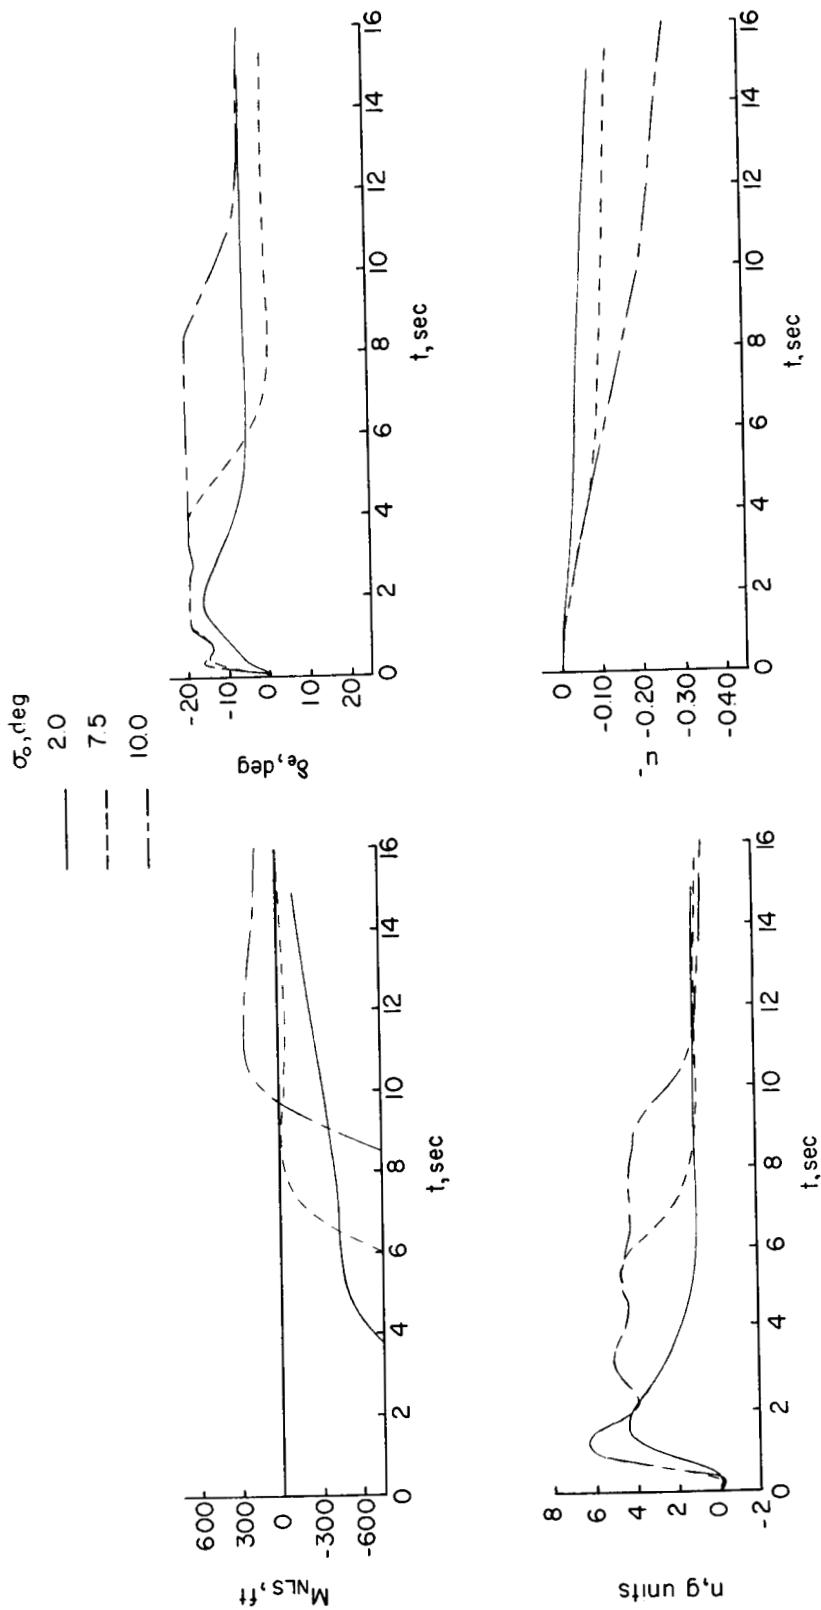 σ₀, deg
2.0
7.5
10.0
M_NLS, ft
600
300
0
-300
-600
0 2 4 6 8 10 12 14 16
t, sec
δₑ, deg
-20
-10
0
10
20
0 2 4 6 8 10 12 14 16
t, sec
n, g units
8
6
4
2
0
-2
0 2 4 6 8 10 12 14 16
t, sec
u'
0
-0.10
-0.20
-0.30
-0.40
0 2 4 6 8 10 12 14 16
t, sec